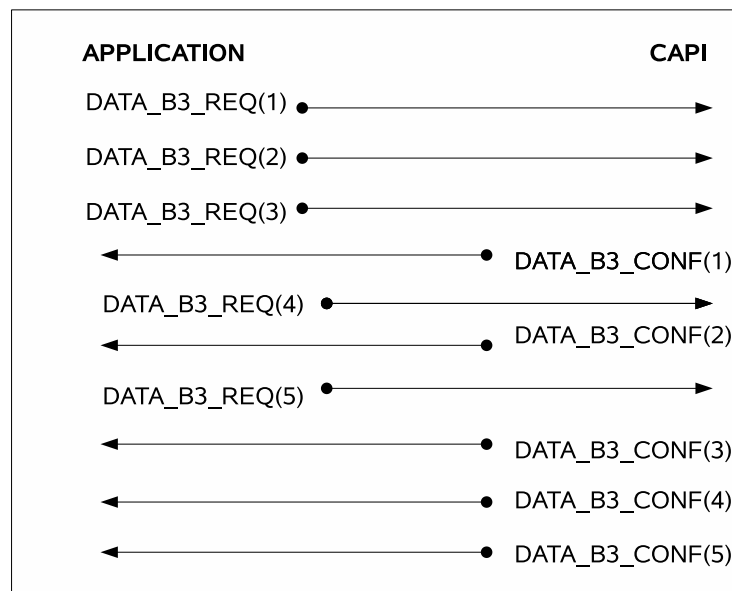 APPLICATION CAPI
DATA_B3_REQ(1)
DATA_B3_REQ(2)
DATA_B3_REQ(3)
DATA_B3_CONF(1)
DATA_B3_REQ(4)
DATA_B3_CONF(2)
DATA_B3_REQ(5)
DATA_B3_CONF(3)
DATA_B3_CONF(4)
DATA_B3_CONF(5)